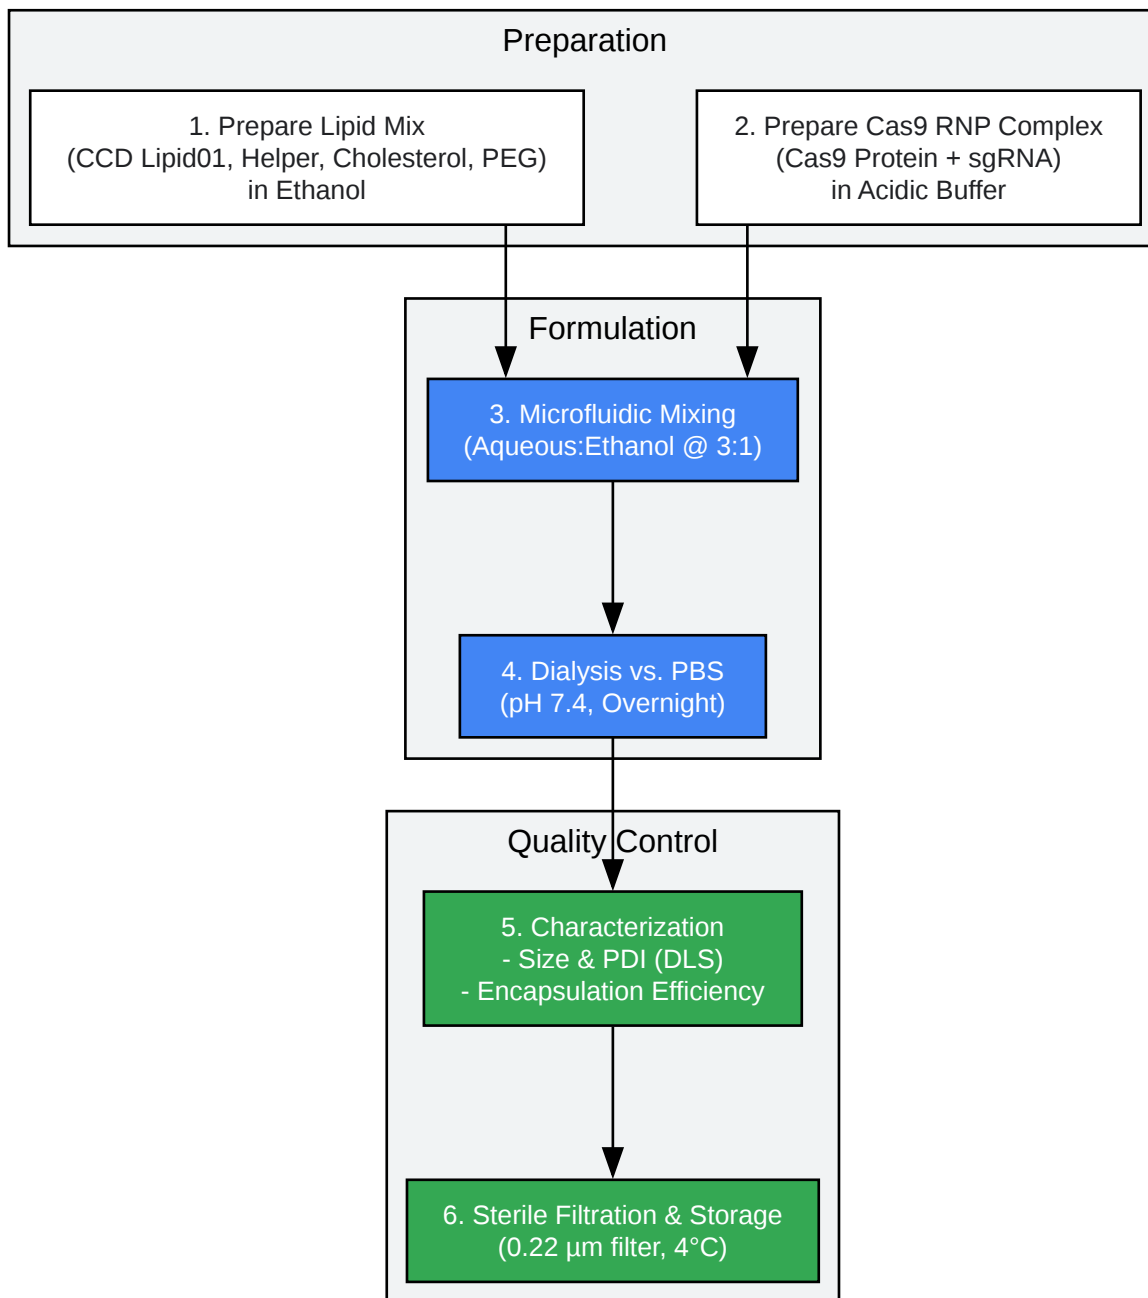 Preparation
1. Prepare Lipid Mix
(CCD Lipid01, Helper, Cholesterol, PEG)
in Ethanol
2. Prepare Cas9 RNP Complex
(Cas9 Protein + sgRNA)
in Acidic Buffer
Formulation
3. Microfluidic Mixing
(Aqueous:Ethanol @ 3:1)
4. Dialysis vs. PBS
(pH 7.4, Overnight)
Quality Control
5. Characterization
- Size & PDI (DLS)
- Encapsulation Efficiency
6. Sterile Filtration & Storage
(0.22 µm filter, 4°C)